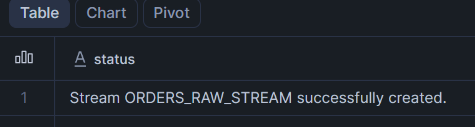 Table Chart Pivot
A status
1 Stream ORDERS_RAW_STREAM successfully created.